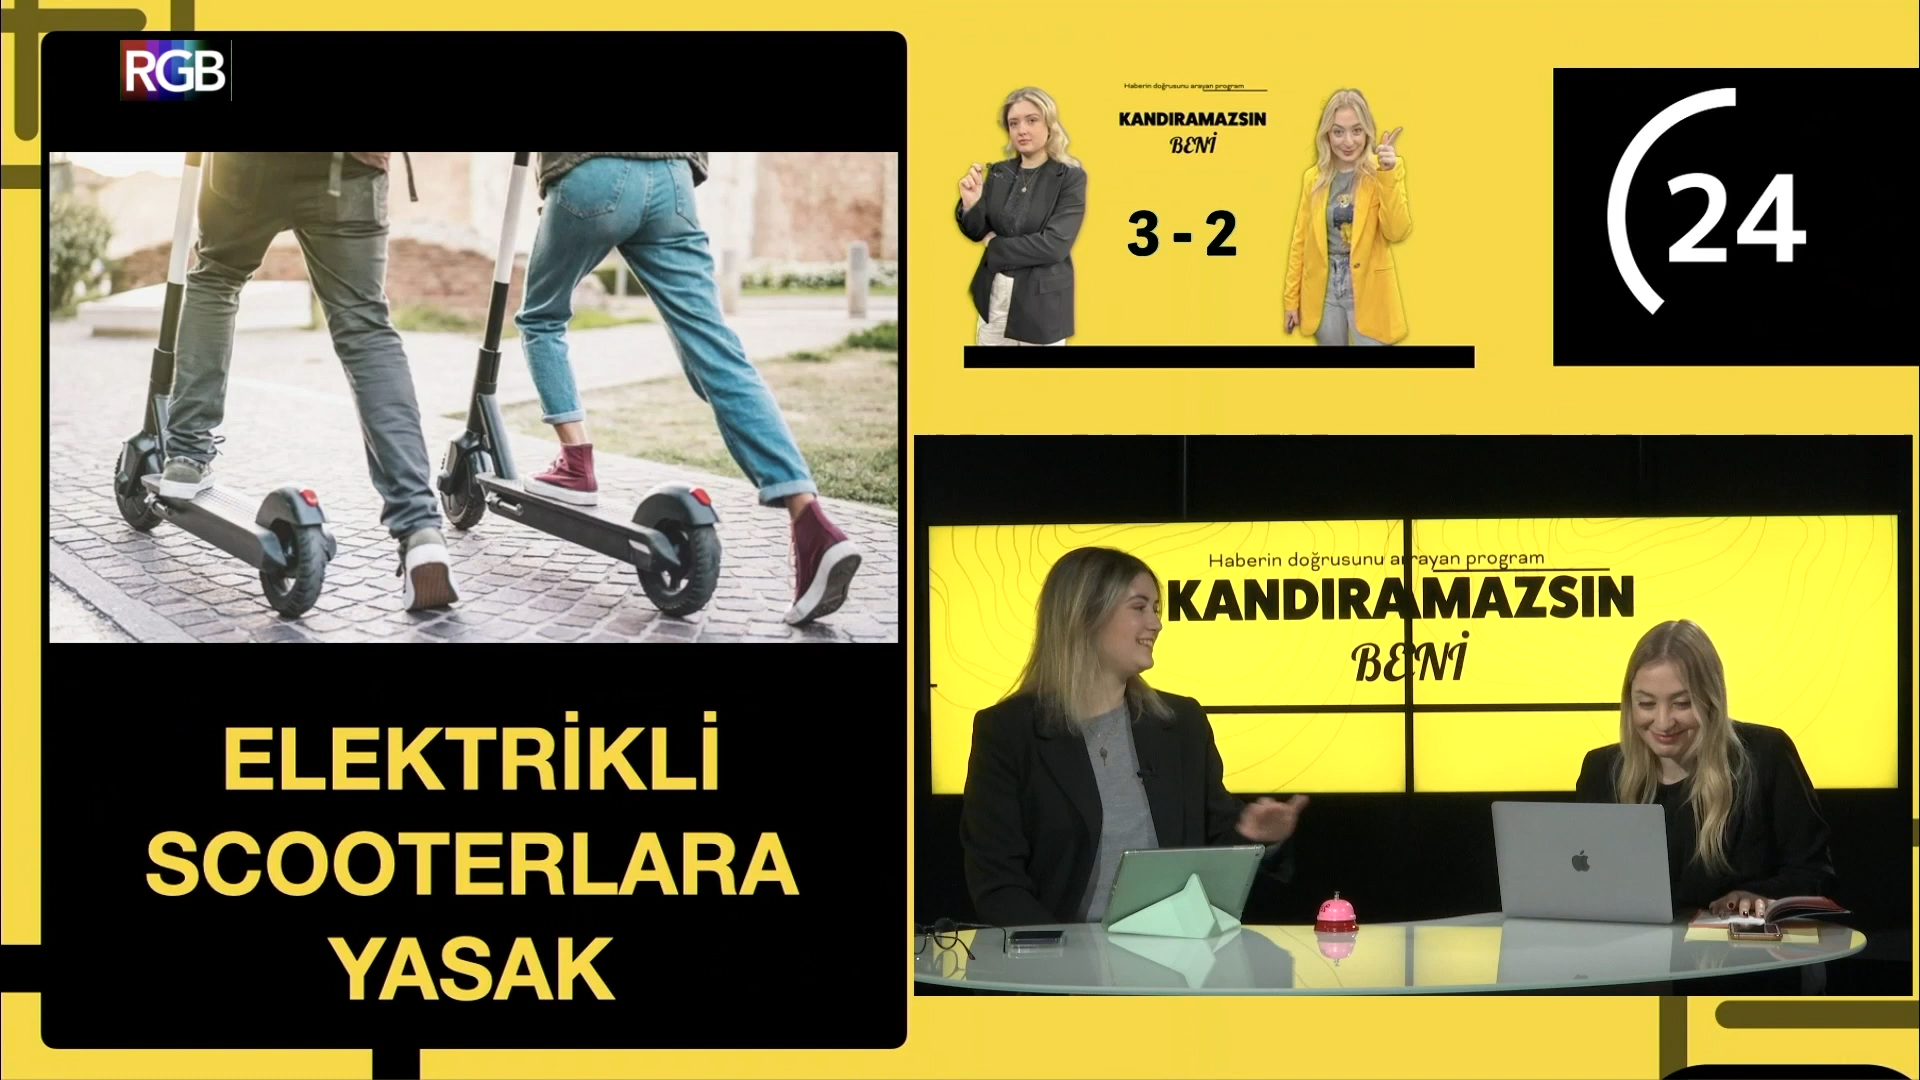 RGB
ELEKTRİKLİ
SCOOTERLARA
YASAK
Haberin doğrusunu arayan program
KANDIRAMAZSIN
BENİ
3 - 2
24
Haberin doğrusunu arrayan program
KANDIRAMAZSIN
BENİ